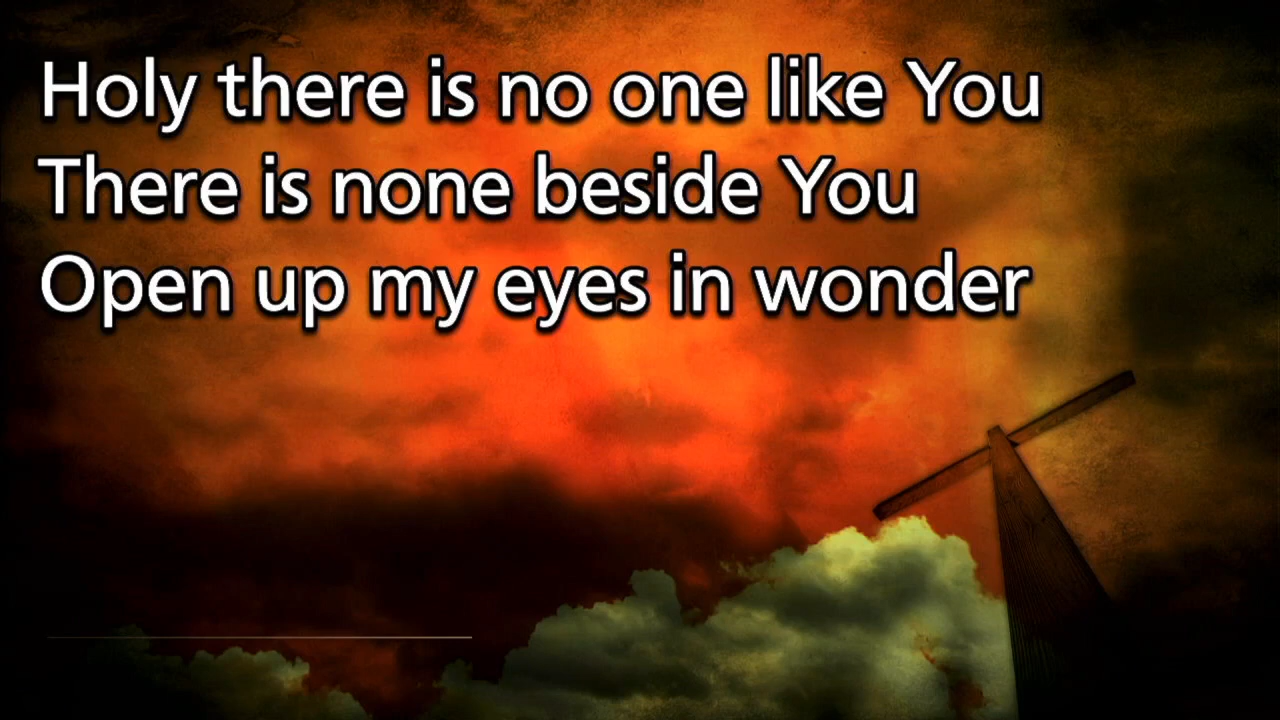 Holy there is no one like You
There is none beside You
Open up my eyes in wonder